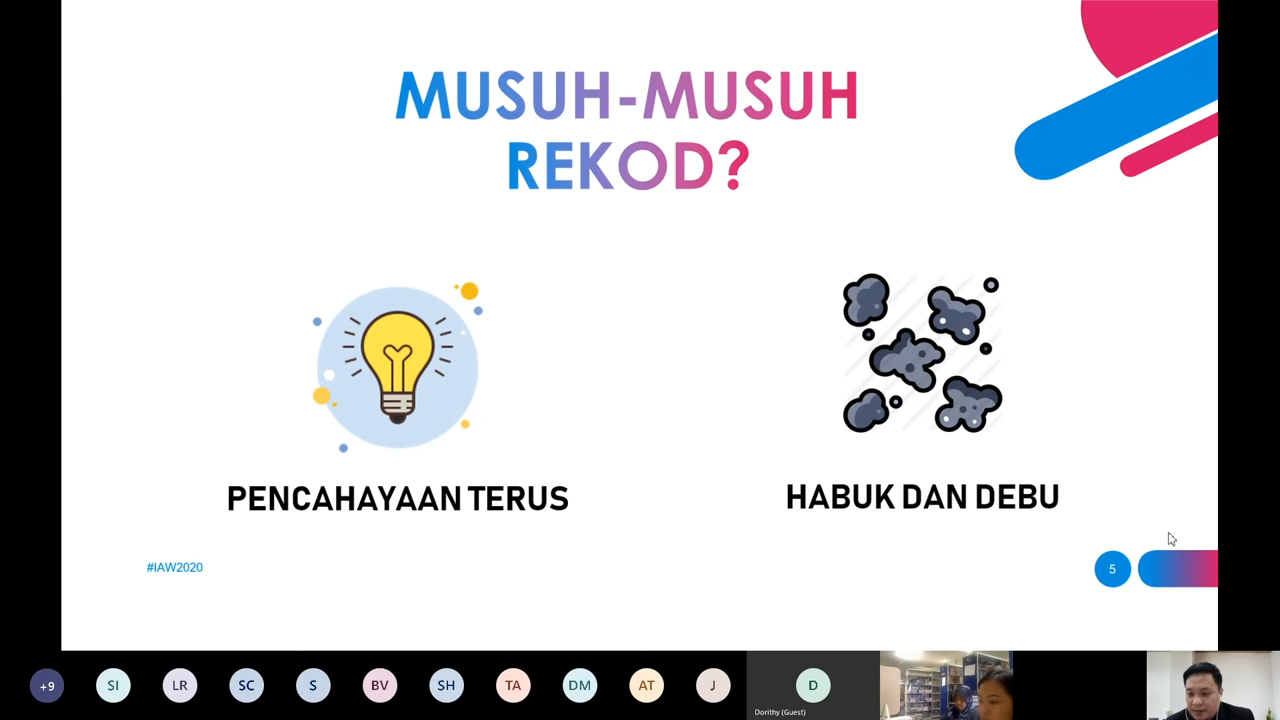 MUSUH-MUSUH
REKOD?
PENCAHAYAAN TERUS
HABUK DAN DEBU
#IAW2020
5
+9
SI
LR
SC
S
BV
SH
TA
DM
AT
J
D
Dorithy (Guest)